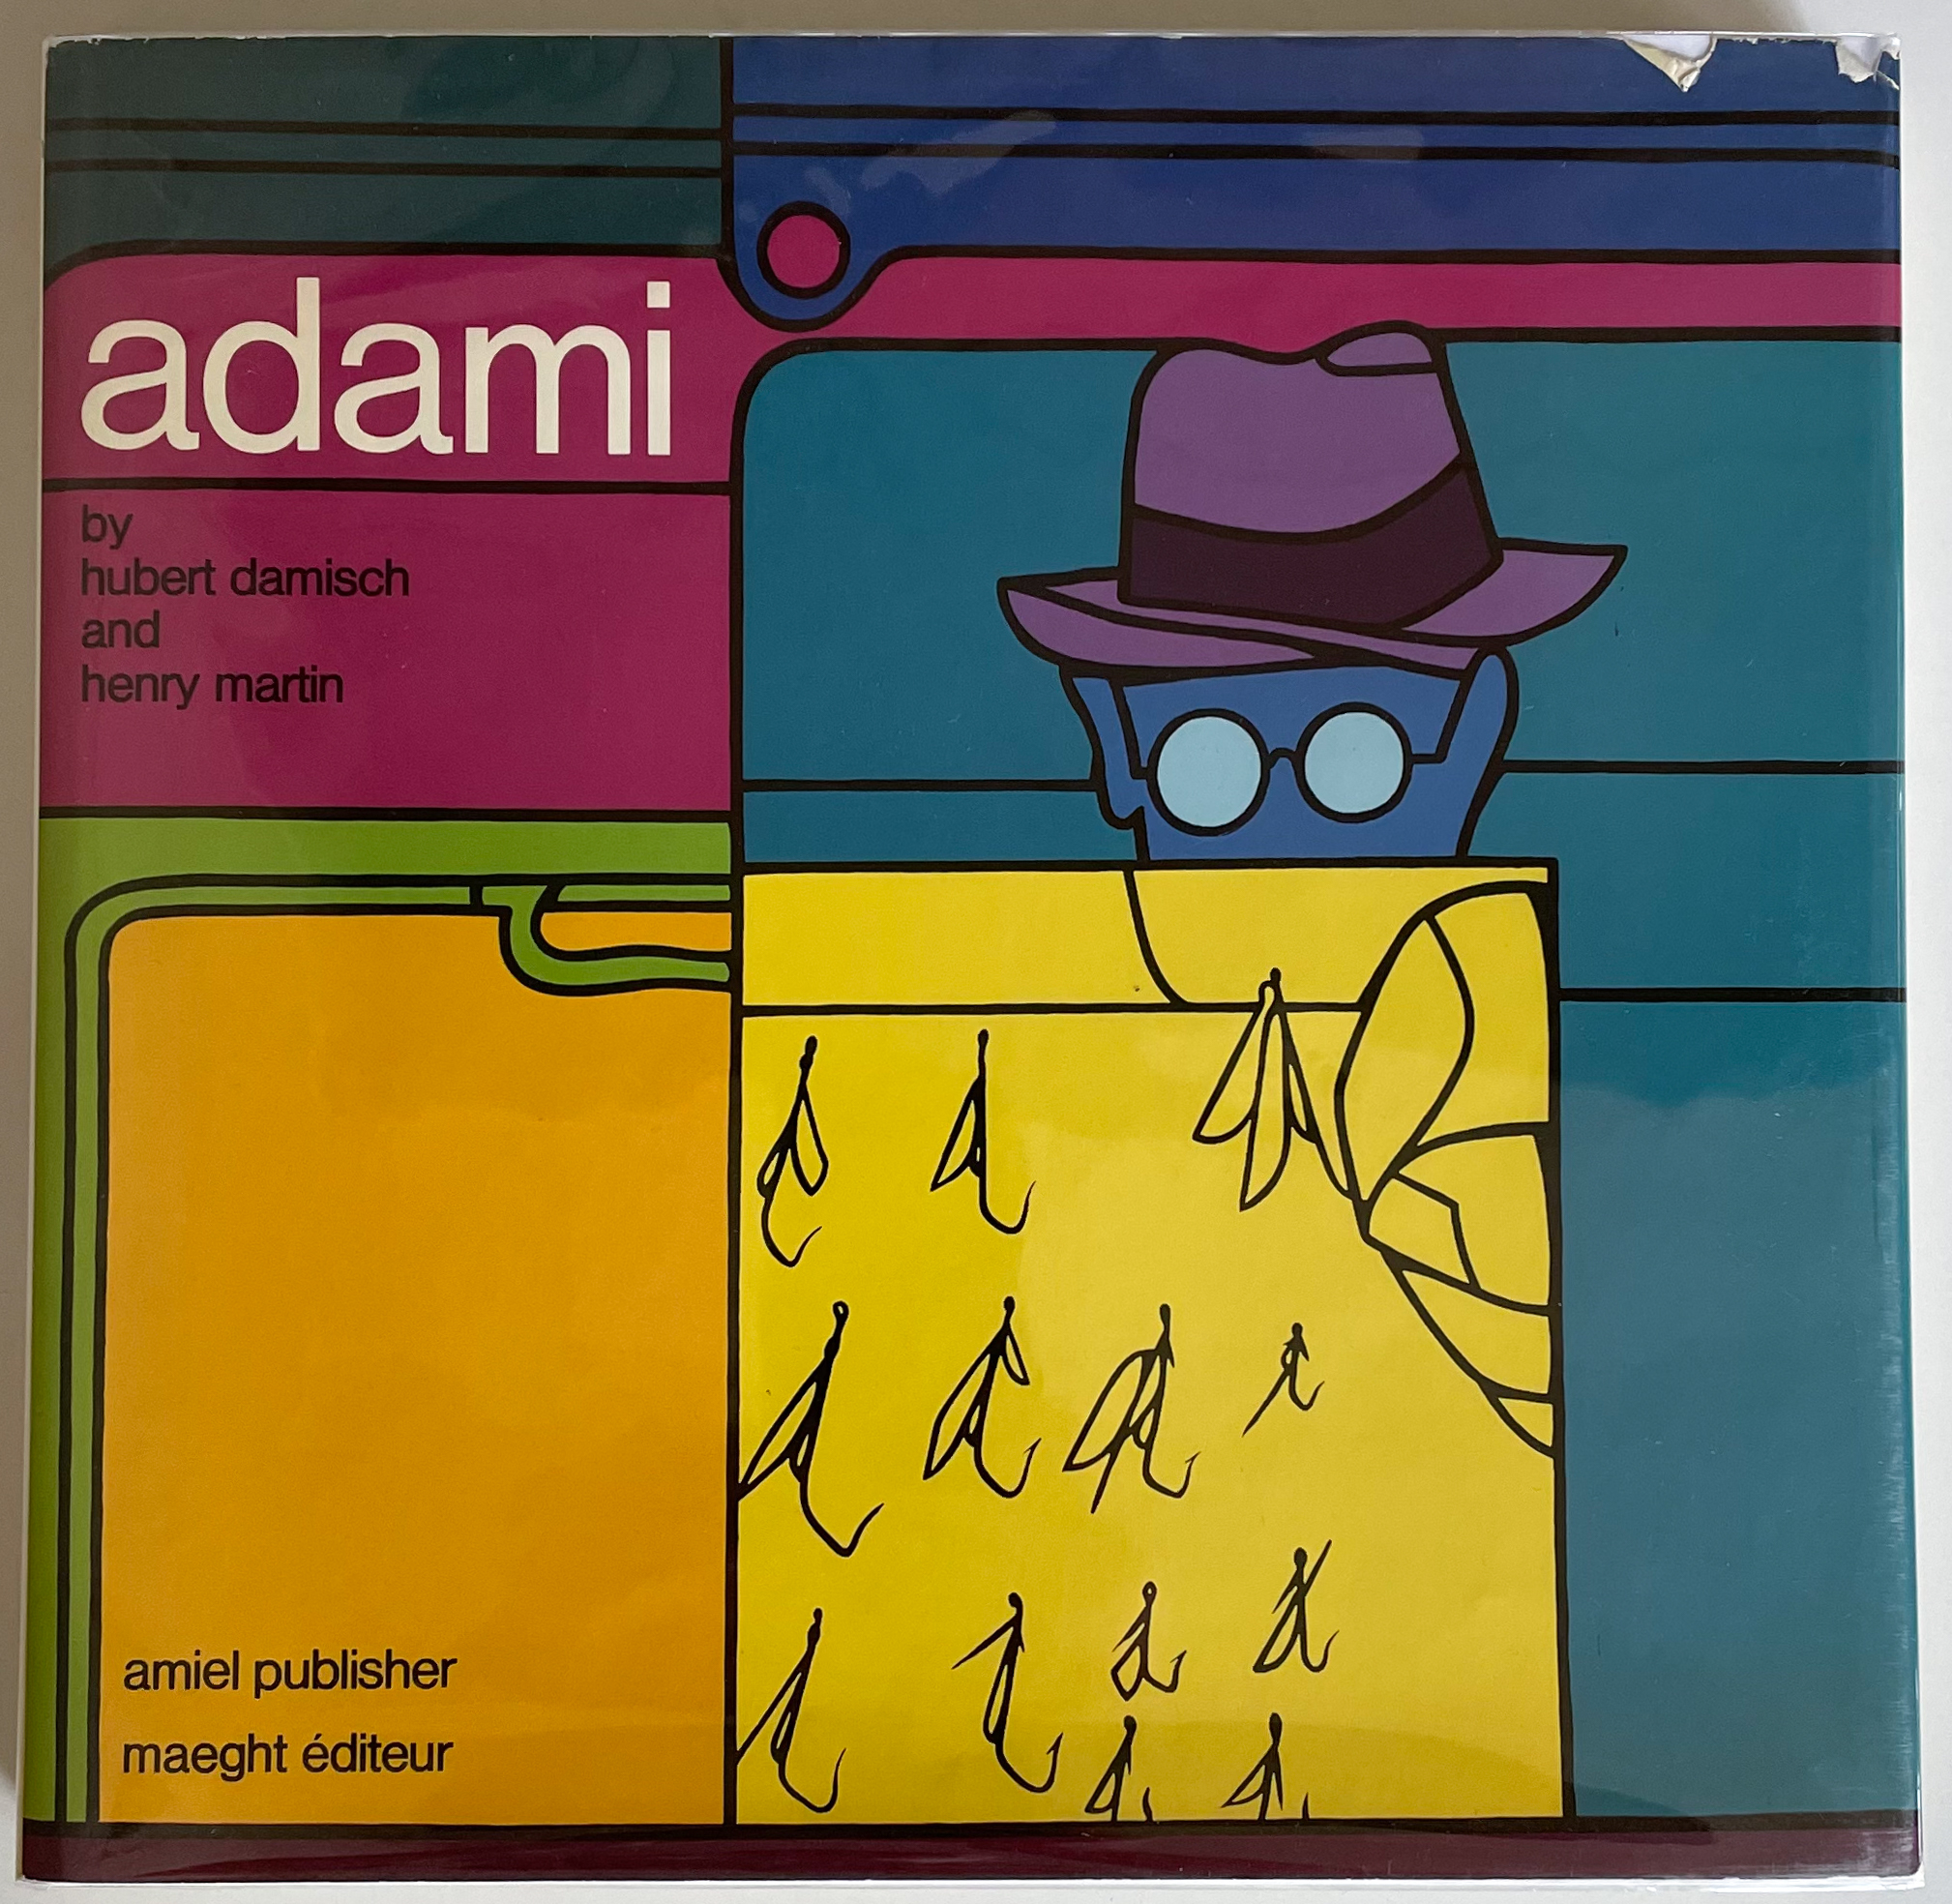 adami
by
hubert damisch
and
henry martin
amiel publisher
maeght éditeur